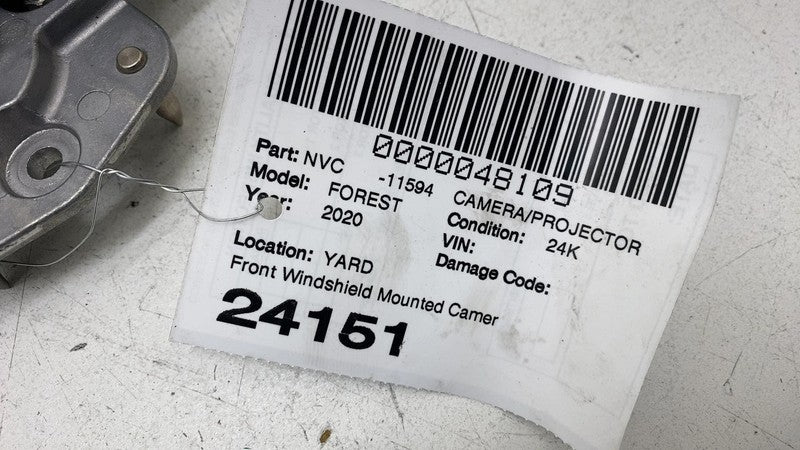 0000048109
Part: NVC -11594 CAMERA/PROJECTOR
Model: FOREST Condition: 24K
Year: 2020 VIN:
Damage Code:
Location: YARD
Front Windshield Mounted Camer
24151